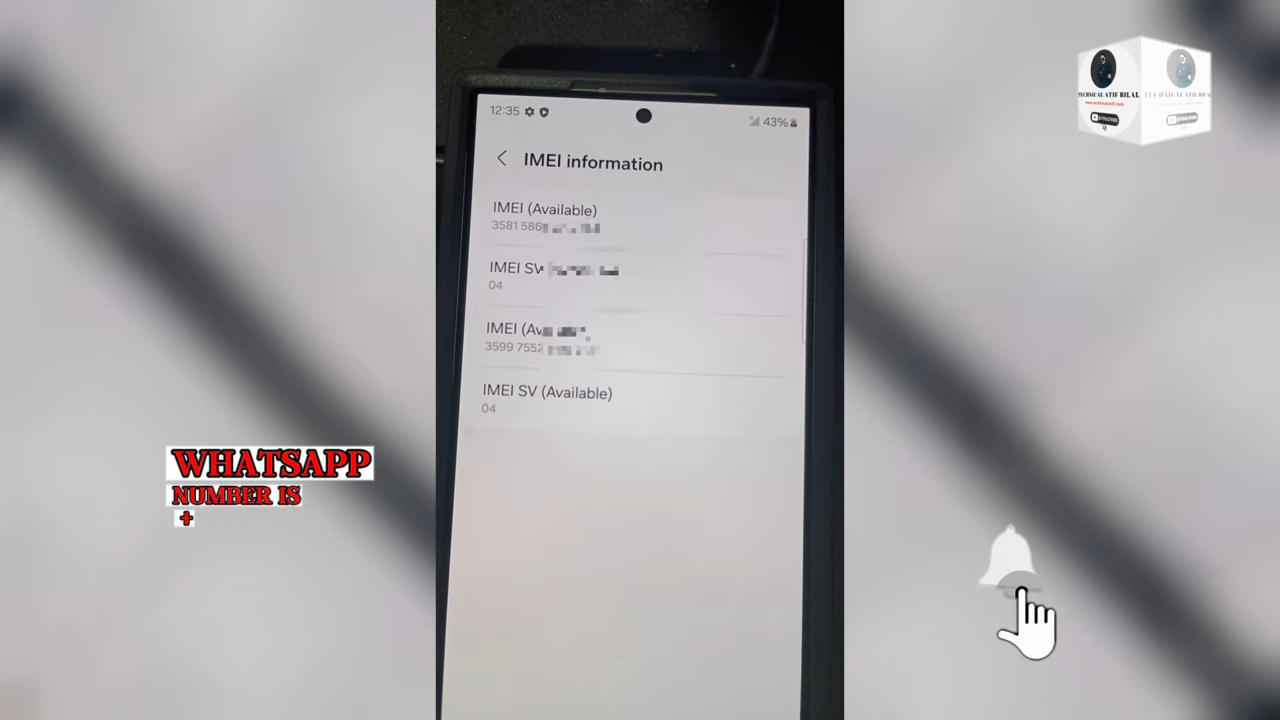 12:35
43%
IMEI information
IMEI (Available)
3581 586
IMEI SV
04
IMEI (Av
3599 7552
IMEI SV (Available)
04
WHATSAPP
NUMBER IS
+
TECHNICAL ATIF BILAL
SUBSCRIBE